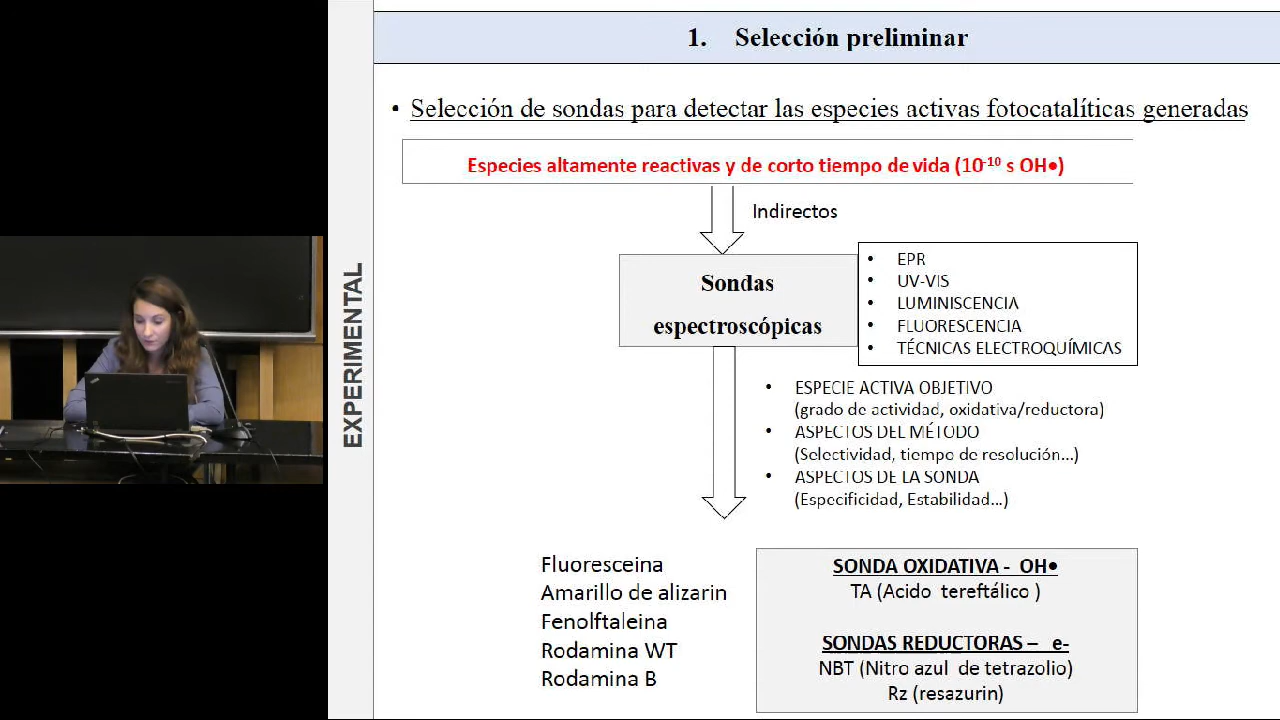 1. Selección preliminar
• Selección de sondas para detectar las especies activas fotocatalíticas generadas
Especies altamente reactivas y de corto tiempo de vida (10⁻¹⁰ s OH•)
Indirectos
Sondas
espectroscópicas
• EPR
• UV-VIS
• LUMINISCENCIA
• FLUORESCENCIA
• TÉCNICAS ELECTROQUÍMICAS
• ESPECIE ACTIVA OBJETIVO
(grado de actividad, oxidativa/reductora)
• ASPECTOS DEL MÉTODO
(Selectividad, tiempo de resolución...)
• ASPECTOS DE LA SONDA
(Especificidad, Estabilidad...)
Fluoresceina
Amarillo de alizarin
Fenolftaleina
Rodamina WT
Rodamina B
SONDA OXIDATIVA - OH•
TA (Acido tereftálico )
SONDAS REDUCTORAS – e-
NBT (Nitro azul de tetrazolio)
Rz (resazurin)
EXPERIMENTAL